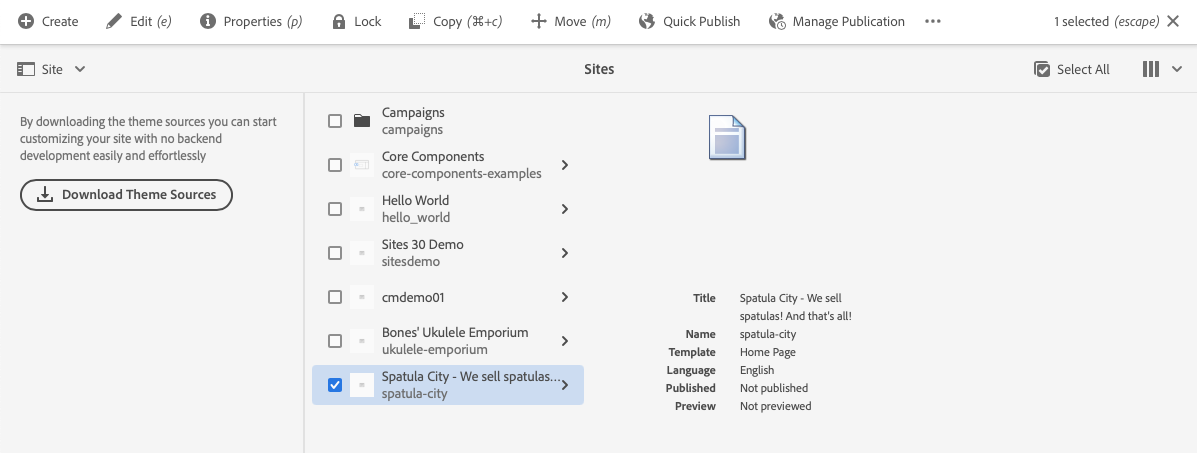 Create Edit (e) Properties (p) Lock Copy (⌘+c) Move (m) Quick Publish Manage Publication ••• 1 selected (escape)
Site Sites Select All
By downloading the theme sources you can start
customizing your site with no backend
development easily and effortlessly
Download Theme Sources
Campaigns
campaigns
Core Components
core-components-examples
Hello World
hello_world
Sites 30 Demo
sitesdemo
cmdemo01
Bones' Ukulele Emporium
ukulele-emporium
Spatula City - We sell spatulas...
spatula-city
Title Spatula City - We sell
spatulas! And that's all!
Name spatula-city
Template Home Page
Language English
Published Not published
Preview Not previewed